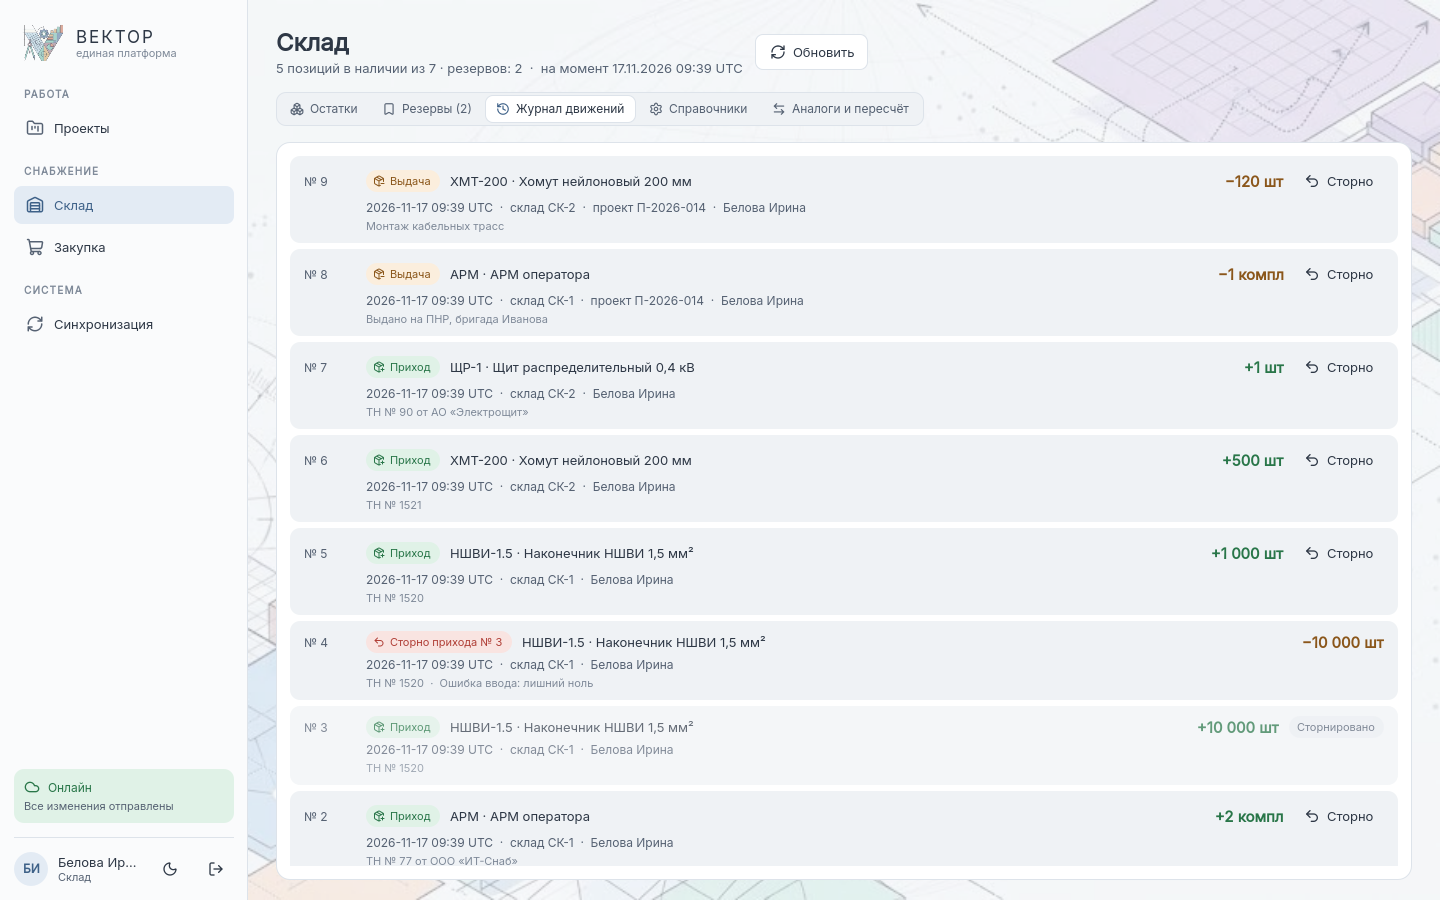 ВЕКТОР
единая платформа
РАБОТА
Проекты
СНАБЖЕНИЕ
Склад
Закупка
СИСТЕМА
Синхронизация
Онлайн
Все изменения отправлены
БИ
Белова Ир...
Склад
Склад
5 позиций в наличии из 7 · резервов: 2 · на момент 17.11.2026 09:39 UTC
Обновить
Остатки
Резервы (2)
Журнал движений
Справочники
Аналоги и пересчёт
№ 9 Выдача ХМТ-200 · Хомут нейлоновый 200 мм −120 шт Сторно
2026-11-17 09:39 UTC · склад СК-2 · проект П-2026-014 · Белова Ирина
Монтаж кабельных трасс
№ 8 Выдача АРМ · АРМ оператора −1 компл Сторно
2026-11-17 09:39 UTC · склад СК-1 · проект П-2026-014 · Белова Ирина
Выдано на ПНР, бригада Иванова
№ 7 Приход ЩР-1 · Щит распределительный 0,4 кВ +1 шт Сторно
2026-11-17 09:39 UTC · склад СК-2 · Белова Ирина
ТН № 90 от АО «Электрощит»
№ 6 Приход ХМТ-200 · Хомут нейлоновый 200 мм +500 шт Сторно
2026-11-17 09:39 UTC · склад СК-2 · Белова Ирина
ТН № 1521
№ 5 Приход НШВИ-1.5 · Наконечник НШВИ 1,5 мм² +1 000 шт Сторно
2026-11-17 09:39 UTC · склад СК-1 · Белова Ирина
ТН № 1520
№ 4 Сторно прихода № 3 НШВИ-1.5 · Наконечник НШВИ 1,5 мм² −10 000 шт
2026-11-17 09:39 UTC · склад СК-1 · Белова Ирина
ТН № 1520 · Ошибка ввода: лишний ноль
№ 3 Приход НШВИ-1.5 · Наконечник НШВИ 1,5 мм² +10 000 шт Сторнировано
2026-11-17 09:39 UTC · склад СК-1 · Белова Ирина
ТН № 1520
№ 2 Приход АРМ · АРМ оператора +2 компл Сторно
2026-11-17 09:39 UTC · склад СК-1 · Белова Ирина
ТН № 77 от ООО «ИТ-Снаб»